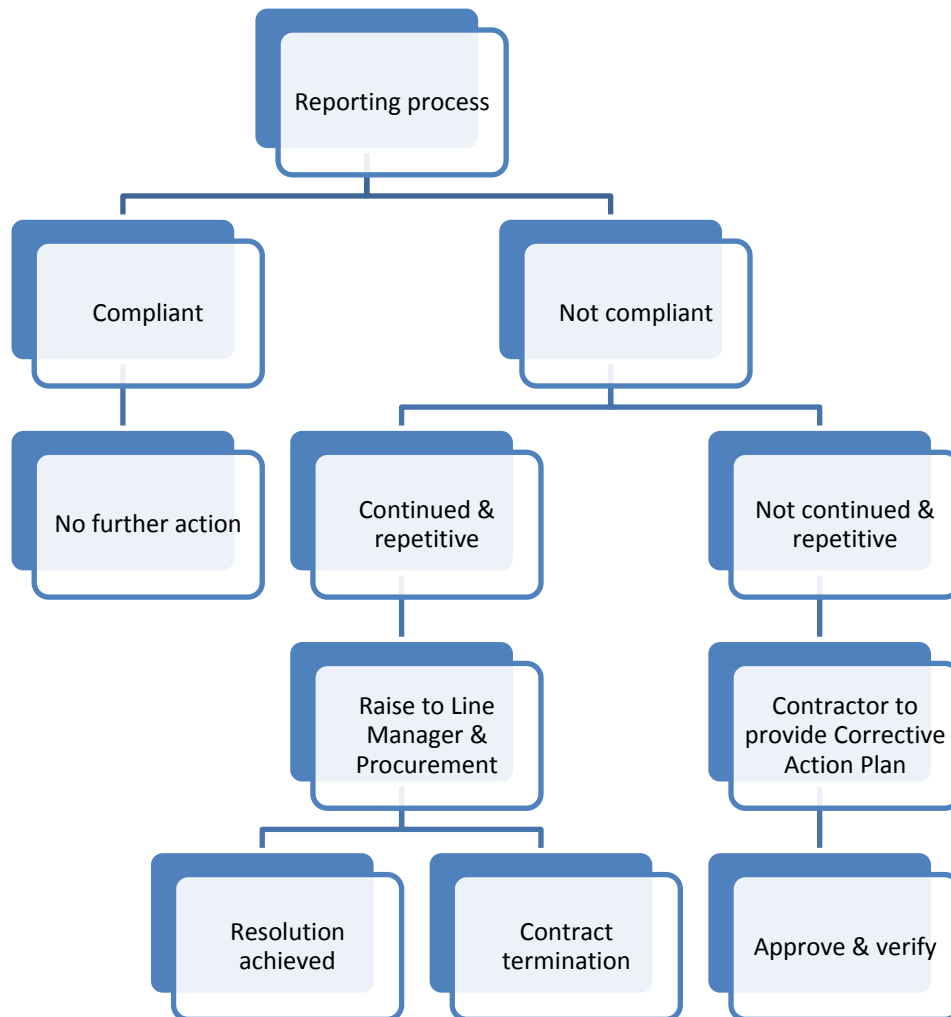 Reporting process
Compliant
Not compliant
No further action
Continued &
repetitive
Not continued &
repetitive
Raise to Line
Manager &
Procurement
Contractor to
provide Corrective
Action Plan
Resolution
achieved
Contract
termination
Approve & verify